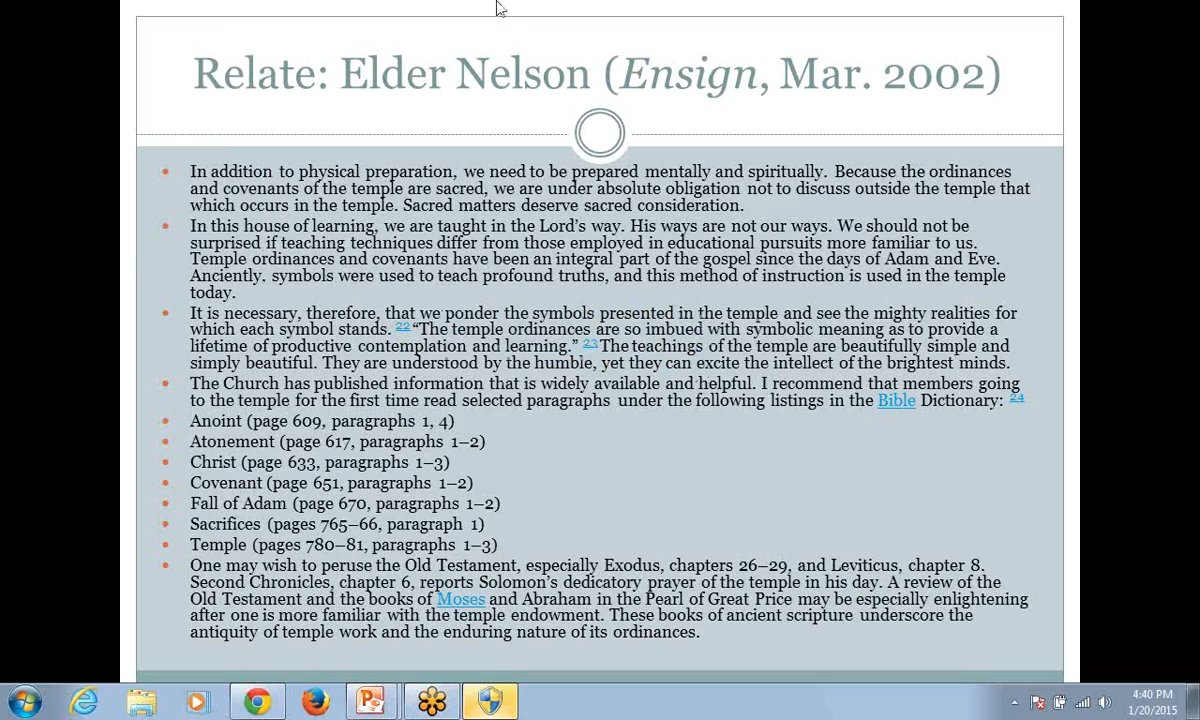 Relate: Elder Nelson (Ensign, Mar. 2002)
• In addition to physical preparation, we need to be prepared mentally and spiritually. Because the ordinances
and covenants of the temple are sacred, we are under absolute obligation not to discuss outside the temple that
which occurs in the temple. Sacred matters deserve sacred consideration.
• In this house of learning, we are taught in the Lord's way. His ways are not our ways. We should not be
surprised if teaching techniques differ from those employed in educational pursuits more familiar to us.
Temple ordinances and covenants have been an integral part of the gospel since the days of Adam and Eve.
Anciently. symbols were used to teach profound truths, and this method of instruction is used in the temple
today.
• It is necessary, therefore, that we ponder the symbols presented in the temple and see the mighty realities for
which each symbol stands. 22 “The temple ordinances are so imbued with symbolic meaning as to provide a
lifetime of productive contemplation and learning.” 23 The teachings of the temple are beautifully simple and
simply beautiful. They are understood by the humble, yet they can excite the intellect of the brightest minds.
• The Church has published information that is widely available and helpful. I recommend that members going
to the temple for the first time read selected paragraphs under the following listings in the Bible Dictionary: 24
• Anoint (page 609, paragraphs 1, 4)
• Atonement (page 617, paragraphs 1–2)
• Christ (page 633, paragraphs 1–3)
• Covenant (page 651, paragraphs 1–2)
• Fall of Adam (page 670, paragraphs 1–2)
• Sacrifices (pages 765–66, paragraph 1)
• Temple (pages 780–81, paragraphs 1–3)
• One may wish to peruse the Old Testament, especially Exodus, chapters 26–29, and Leviticus, chapter 8.
Second Chronicles, chapter 6, reports Solomon's dedicatory prayer of the temple in his day. A review of the
Old Testament and the books of Moses and Abraham in the Pearl of Great Price may be especially enlightening
after one is more familiar with the temple endowment. These books of ancient scripture underscore the
antiquity of temple work and the enduring nature of its ordinances.
4:40 PM
1/20/2015